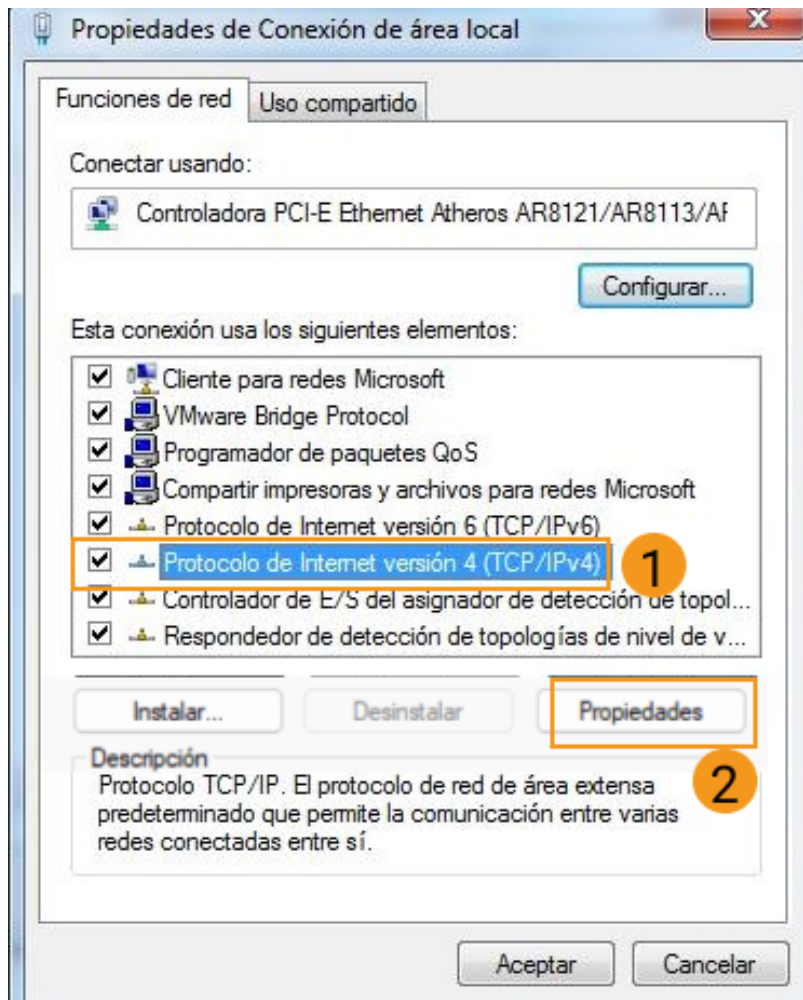 Propiedades de Conexión de área local
x
Funciones de red
Uso compartido
Conectar usando:
Controladora PCI-E Ethernet Atheros AR8121/AR8113/AF
Configurar...
Esta conexión usa los siguientes elementos:
Cliente para redes Microsoft
VMware Bridge Protocol
Programador de paquetes QoS
Compartir impresoras y archivos para redes Microsoft
Protocolo de Internet versión 6 (TCP/IPv6)
Protocolo de Internet versión 4 (TCP/IPv4)
1
Controlador de E/S del asignador de detección de topol...
Respondedor de detección de topologías de nivel de v...
Instalar...
Desinstalar
Propiedades
2
Descripción
Protocolo TCP/IP. El protocolo de red de área extensa
predeterminado que permite la comunicación entre varias
redes conectadas entre sí.
Aceptar
Cancelar